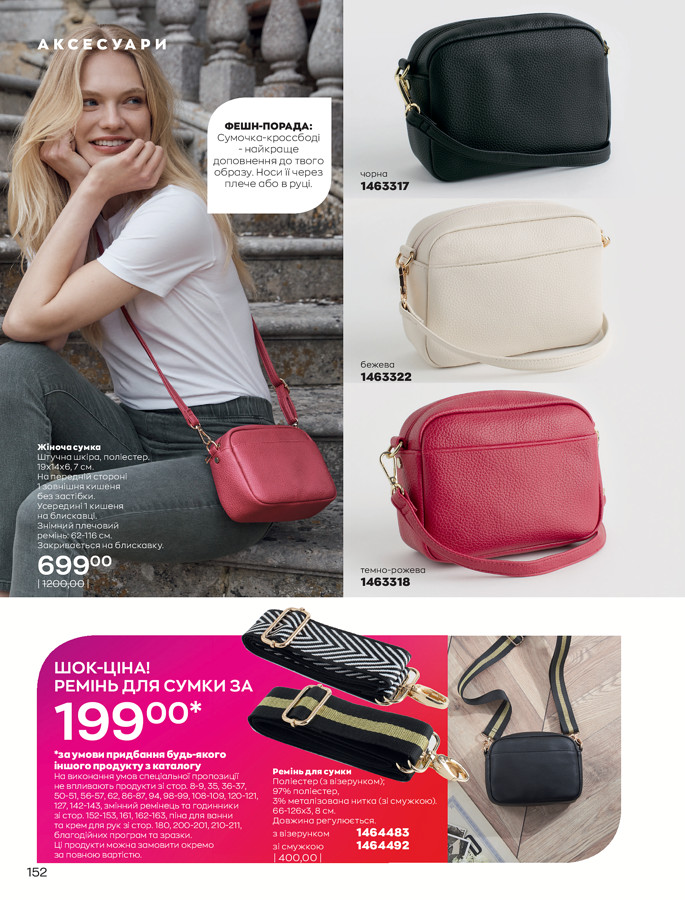 АКСЕСУАРИ
ФЕШН-ПОРАДА:
Сумочка-кроссбоді
- найкраще
доповнення до твого
образу. Носи її через
плече або в руці.
чорна
1463317
бежева
1463322
темно-рожева
1463318
Жіноча сумка
Штучна шкіра, поліестер.
19х14х6, 7 см.
На передній стороні
1 зовнішня кишеня
без застібки.
Усередині 1 кишеня
на блискавці.
Знімний плечовий
ремінь: 62-116 см.
Закривається на блискавку.
699⁰⁰
| 1200,00 |
ШОК-ЦІНА!
РЕМІНЬ ДЛЯ СУМКИ ЗА
199⁰⁰*
*за умови придбання будь-якого
іншого продукту з каталогу
На виконання умов спеціальної пропозиції
не впливають продукти зі стор. 8-9, 35, 36-37,
50-51, 56-57, 62, 86-87, 94, 98-99, 108-109, 120-121,
127, 142-143, змінний ремінець та годинники
зі стор. 152-153, 161, 162-163, піна для ванни
та крем для рук зі стор. 180, 200-201, 210-211,
благодійних програм та зразки.
Ці продукти можна замовити окремо
за повною вартістю.
Ремінь для сумки
Поліестер (з візерунком);
97% поліестер,
3% металізована нитка (зі смужкою).
66-126х3, 8 см.
Довжина регулюється.
з візерунком 1464483
зі смужкою 1464492
| 400,00 |
152